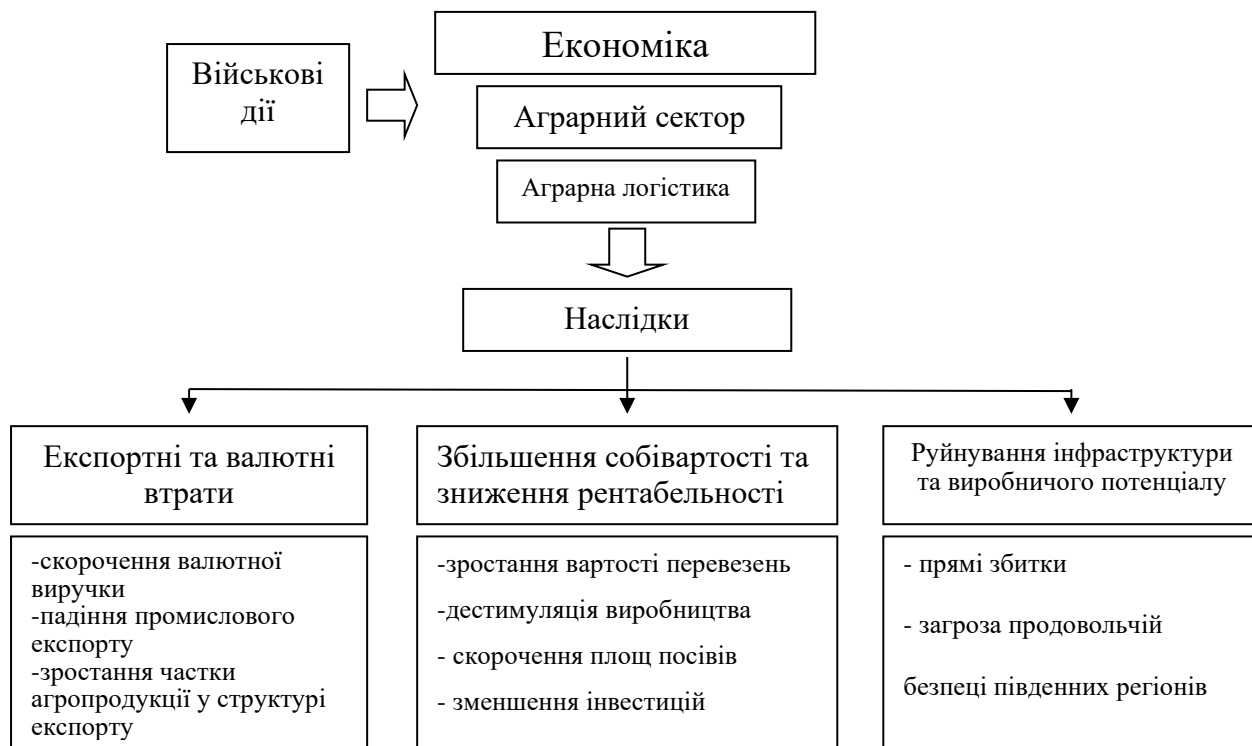 Економіка
Військові
дії
Аграрний сектор
Аграрна логістика
Наслідки
Експортні та валютні
втрати
-скорочення валютної
виручки
-падіння промислового
експорту
-зростання частки
агропродукції у структурі
експорту
Збільшення собівартості та
зниження рентабельності
-зростання вартості перевезень
-дестимуляція виробництва
- скорочення площ посівів
- зменшення інвестицій
Руйнування інфраструктури
та виробничого потенціалу
- прямі збитки
- загроза продовольчій
безпеці південних регіонів